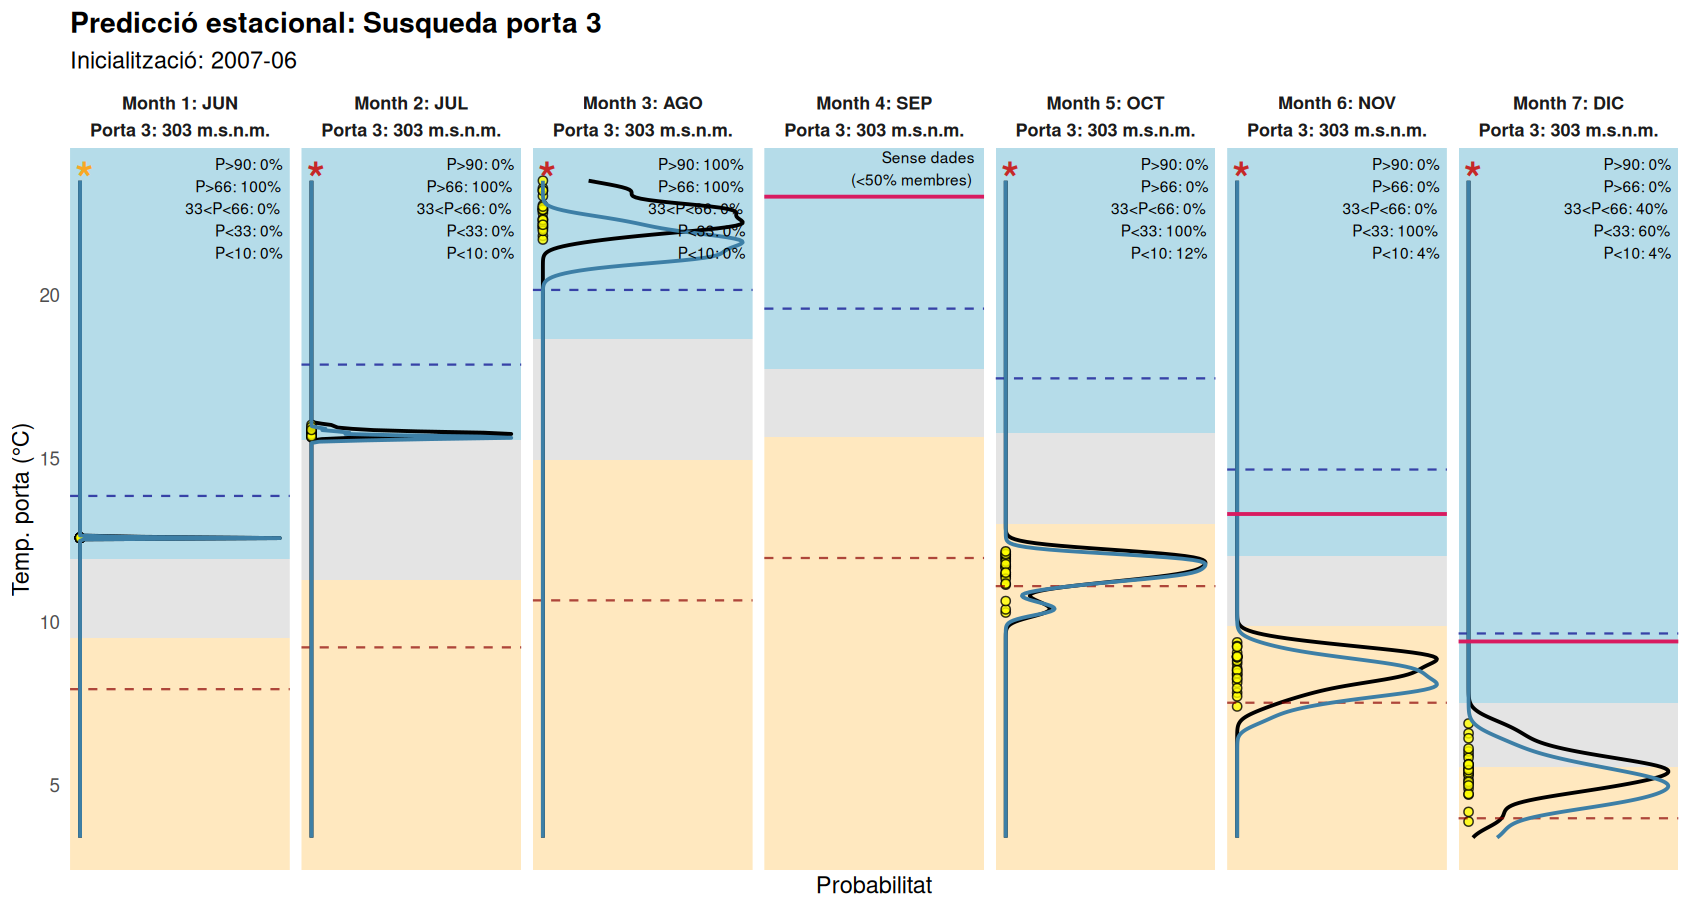 Predicció estacional: Susqueda porta 3
Inicialització: 2007-06
Month 1: JUN
Porta 3: 303 m.s.n.m.
Month 2: JUL
Porta 3: 303 m.s.n.m.
Month 3: AGO
Porta 3: 303 m.s.n.m.
Month 4: SEP
Porta 3: 303 m.s.n.m.
Month 5: OCT
Porta 3: 303 m.s.n.m.
Month 6: NOV
Porta 3: 303 m.s.n.m.
Month 7: DIC
Porta 3: 303 m.s.n.m.
*
P>90: 0%
P>66: 100%
33<P<66: 0%
P<33: 0%
P<10: 0%
*
P>90: 0%
P>66: 100%
33<P<66: 0%
P<33: 0%
P<10: 0%
*
P>90: 100%
P>66: 100%
33<P<66: 0%
P<33: 0%
P<10: 0%
Sense dades
(<50% membres)
*
P>90: 0%
P>66: 0%
33<P<66: 0%
P<33: 100%
P<10: 12%
*
P>90: 0%
P>66: 0%
33<P<66: 0%
P<33: 100%
P<10: 4%
*
P>90: 0%
P>66: 0%
33<P<66: 40%
P<33: 60%
P<10: 4%
Temp. porta (°C)
20
15
10
5
Probabilitat